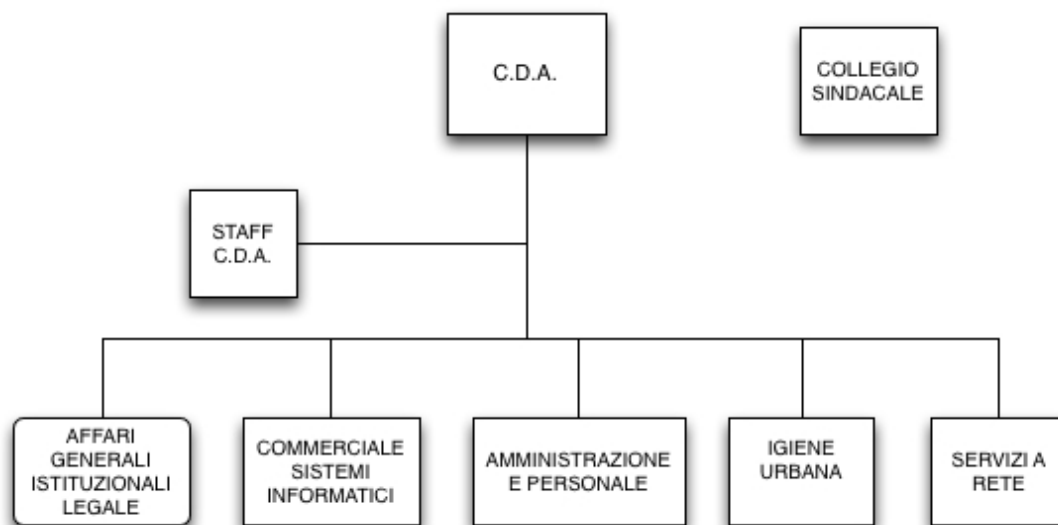 C.D.A.
COLLEGIO
SINDACALE
STAFF
C.D.A.
AFFARI
GENERALI
ISTITUZIONALI
LEGALE
COMMERCIALE
SISTEMI
INFORMATICI
AMMINISTRAZIONE
E PERSONALE
IGIENE
URBANA
SERVIZI A
RETE